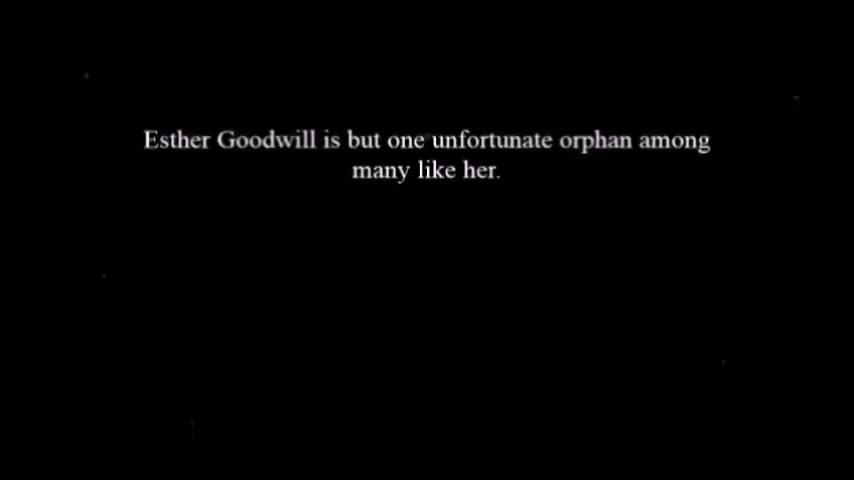 Esther Goodwill is but one unfortunate orphan among
many like her.